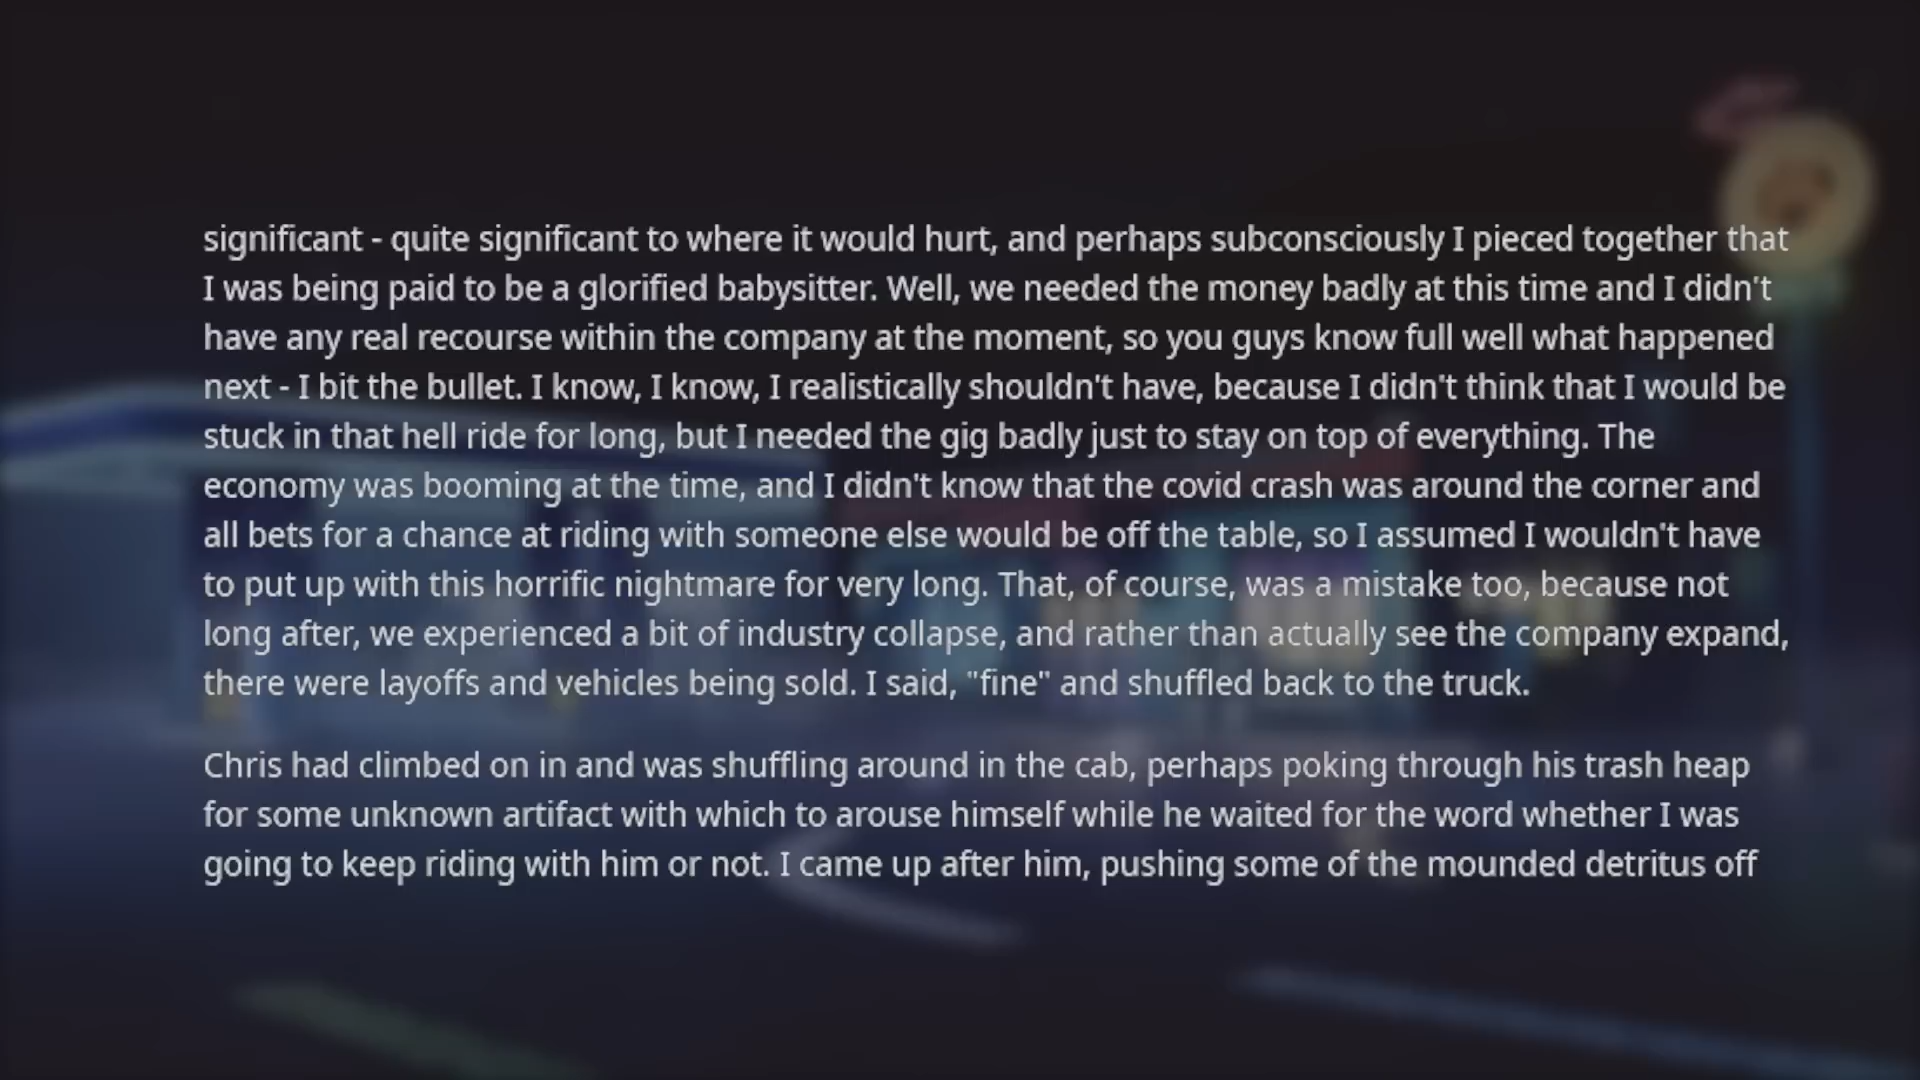 significant - quite significant to where it would hurt, and perhaps subconsciously I pieced together that
I was being paid to be a glorified babysitter. Well, we needed the money badly at this time and I didn't
have any real recourse within the company at the moment, so you guys know full well what happened
next - I bit the bullet. I know, I know, I realistically shouldn't have, because I didn't think that I would be
stuck in that hell ride for long, but I needed the gig badly just to stay on top of everything. The
economy was booming at the time, and I didn't know that the covid crash was around the corner and
all bets for a chance at riding with someone else would be off the table, so I assumed I wouldn't have
to put up with this horrific nightmare for very long. That, of course, was a mistake too, because not
long after, we experienced a bit of industry collapse, and rather than actually see the company expand,
there were layoffs and vehicles being sold. I said, "fine" and shuffled back to the truck.
Chris had climbed on in and was shuffling around in the cab, perhaps poking through his trash heap
for some unknown artifact with which to arouse himself while he waited for the word whether I was
going to keep riding with him or not. I came up after him, pushing some of the mounded detritus off